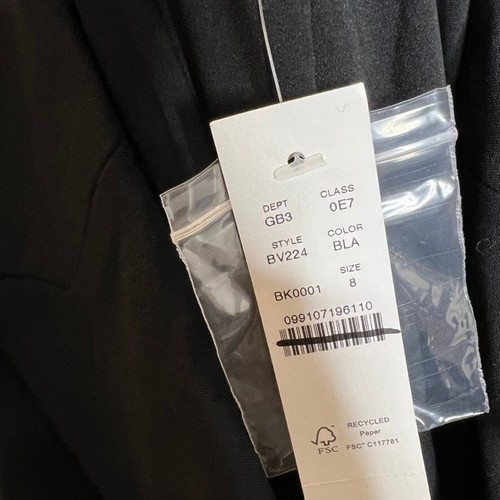 DEPT CLASS
GB3 0E7
STYLE COLOR
BV224 BLA
SIZE
BK0001 8
099107196110
RECYCLED
Paper
FSC FSC® C117781